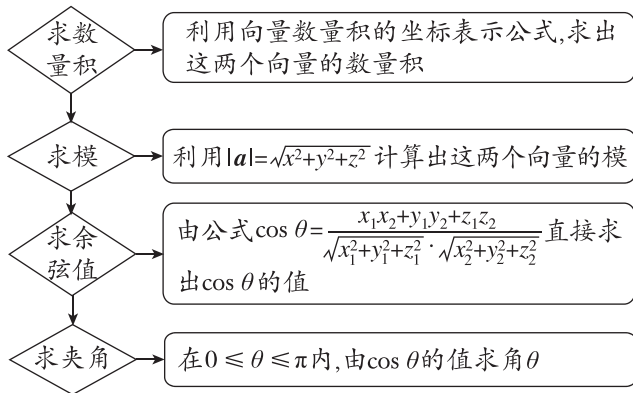 求数
量积
利用向量数量积的坐标表示公式,求出
这两个向量的数量积
求模
利用|a|=√(x²+y²+z²) 计算出这两个向量的模
求余
弦值
由公式cos θ=(x₁x₂+y₁y₂+z₁z₂)/(√(x₁²+y₁²+z₁²)·√(x₂²+y₂²+z₂²))直接求
出cos θ的值
求夹角
在0≤θ≤π内,由cos θ的值求角θ